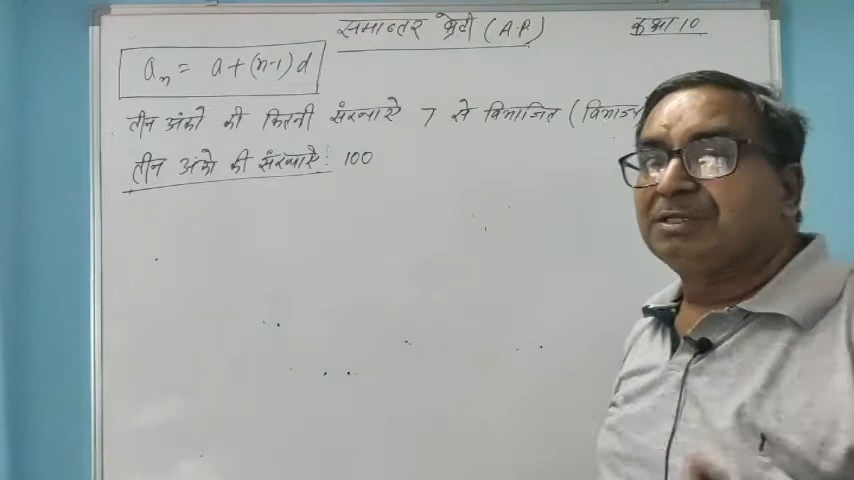 समान्तर श्रेढी (A.P)
कक्षा 10
aₙ = a + (n-1) d
तीन अंको की कितनी संख्याऐ 7 से विभाजित (विभाज्य
तीन अंको की संख्याऐ : 100